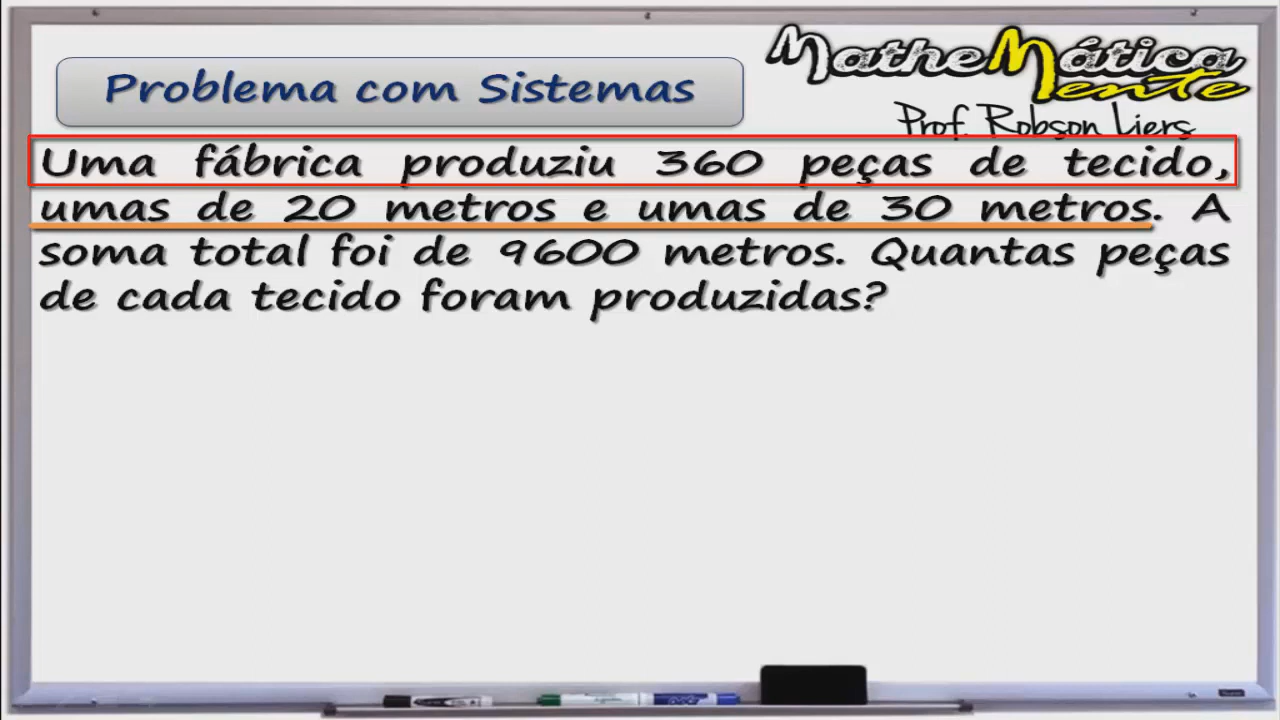 MatheMática
mente
Problema com Sistemas
Prof. Robson Liers
Uma fábrica produziu 360 peças de tecido,
umas de 20 metros e umas de 30 metros. A
soma total foi de 9600 metros. Quantas peças
de cada tecido foram produzidas?